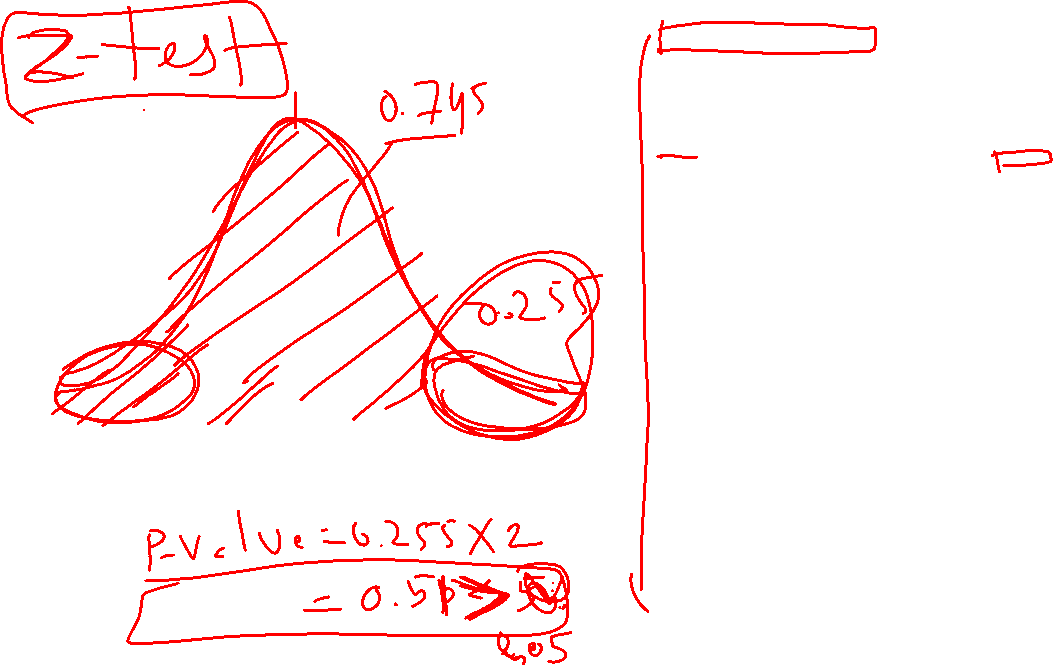 Z-test
0.745
0.255
P-Value = 0.255 X 2
= 0.51 >
0.05